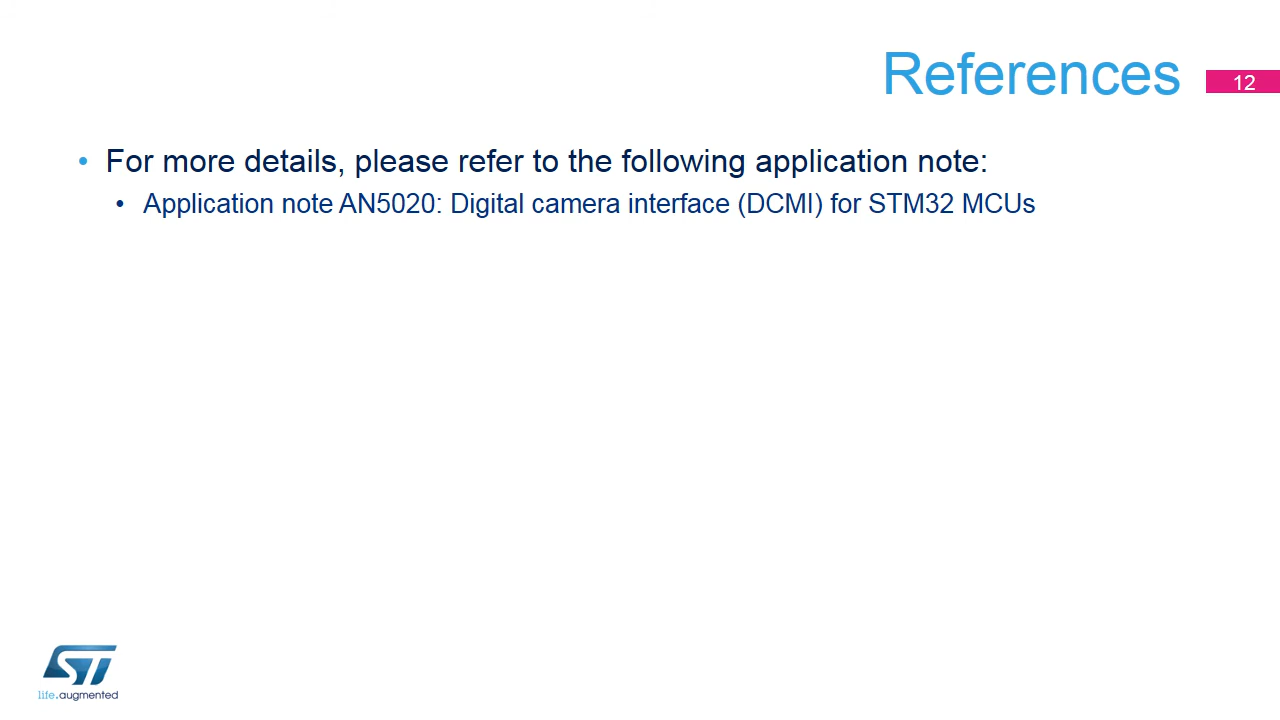 References
12
• For more details, please refer to the following application note:
• Application note AN5020: Digital camera interface (DCMI) for STM32 MCUs
ST
life.augmented